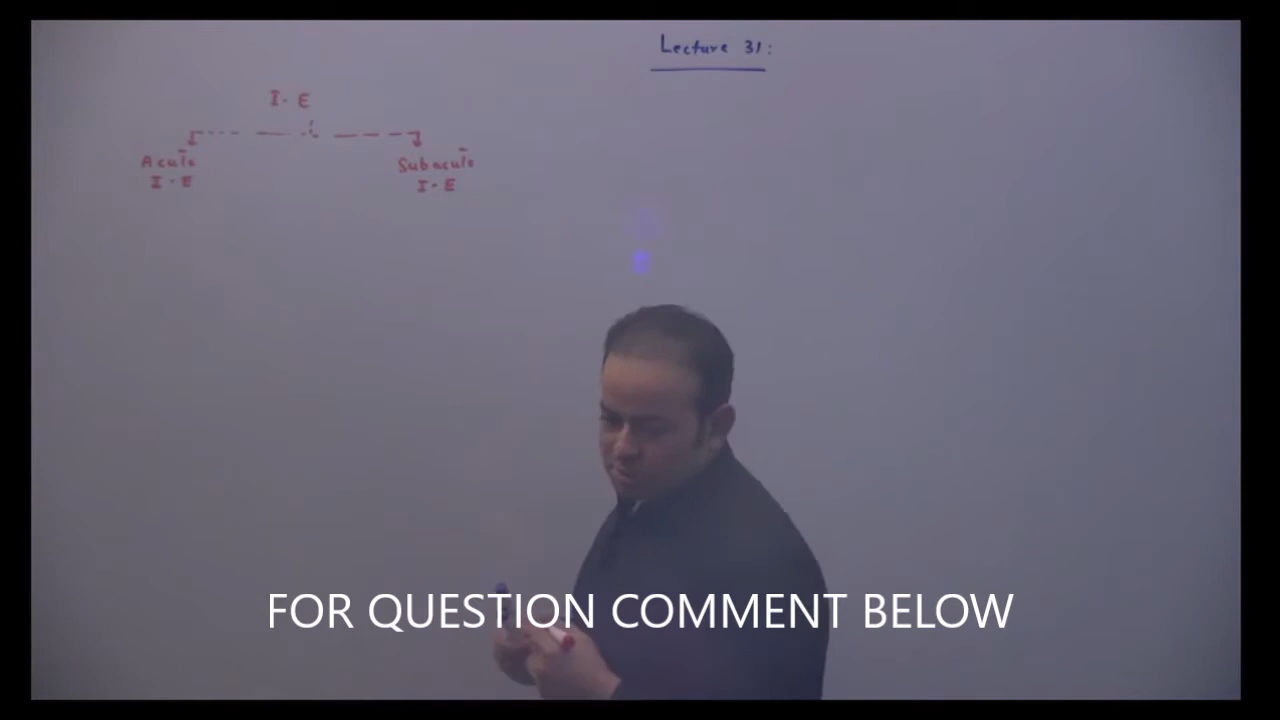 Lecture 31:
I. E
Acute
I. E
Subacute
I. E
FOR QUESTION COMMENT BELOW